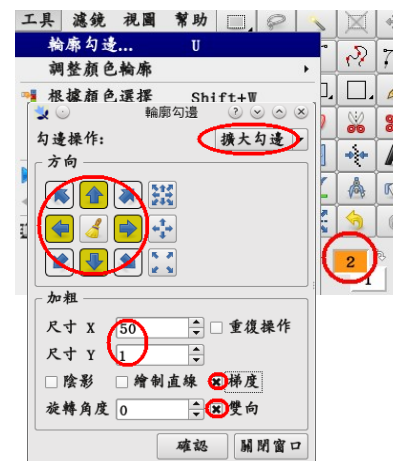 工具 濾鏡 視圖 幫助
輪廓勾邊... U
調整顏色輪廓
根據顏色選擇 Shift+W
輪廓勾邊
勾邊操作: 擴大勾邊
方向
2
1
加粗
尺寸 X 50 重復操作
尺寸 Y 1
陰影 繪制直線 梯度
旋轉角度 0 雙向
確認 關閉窗口